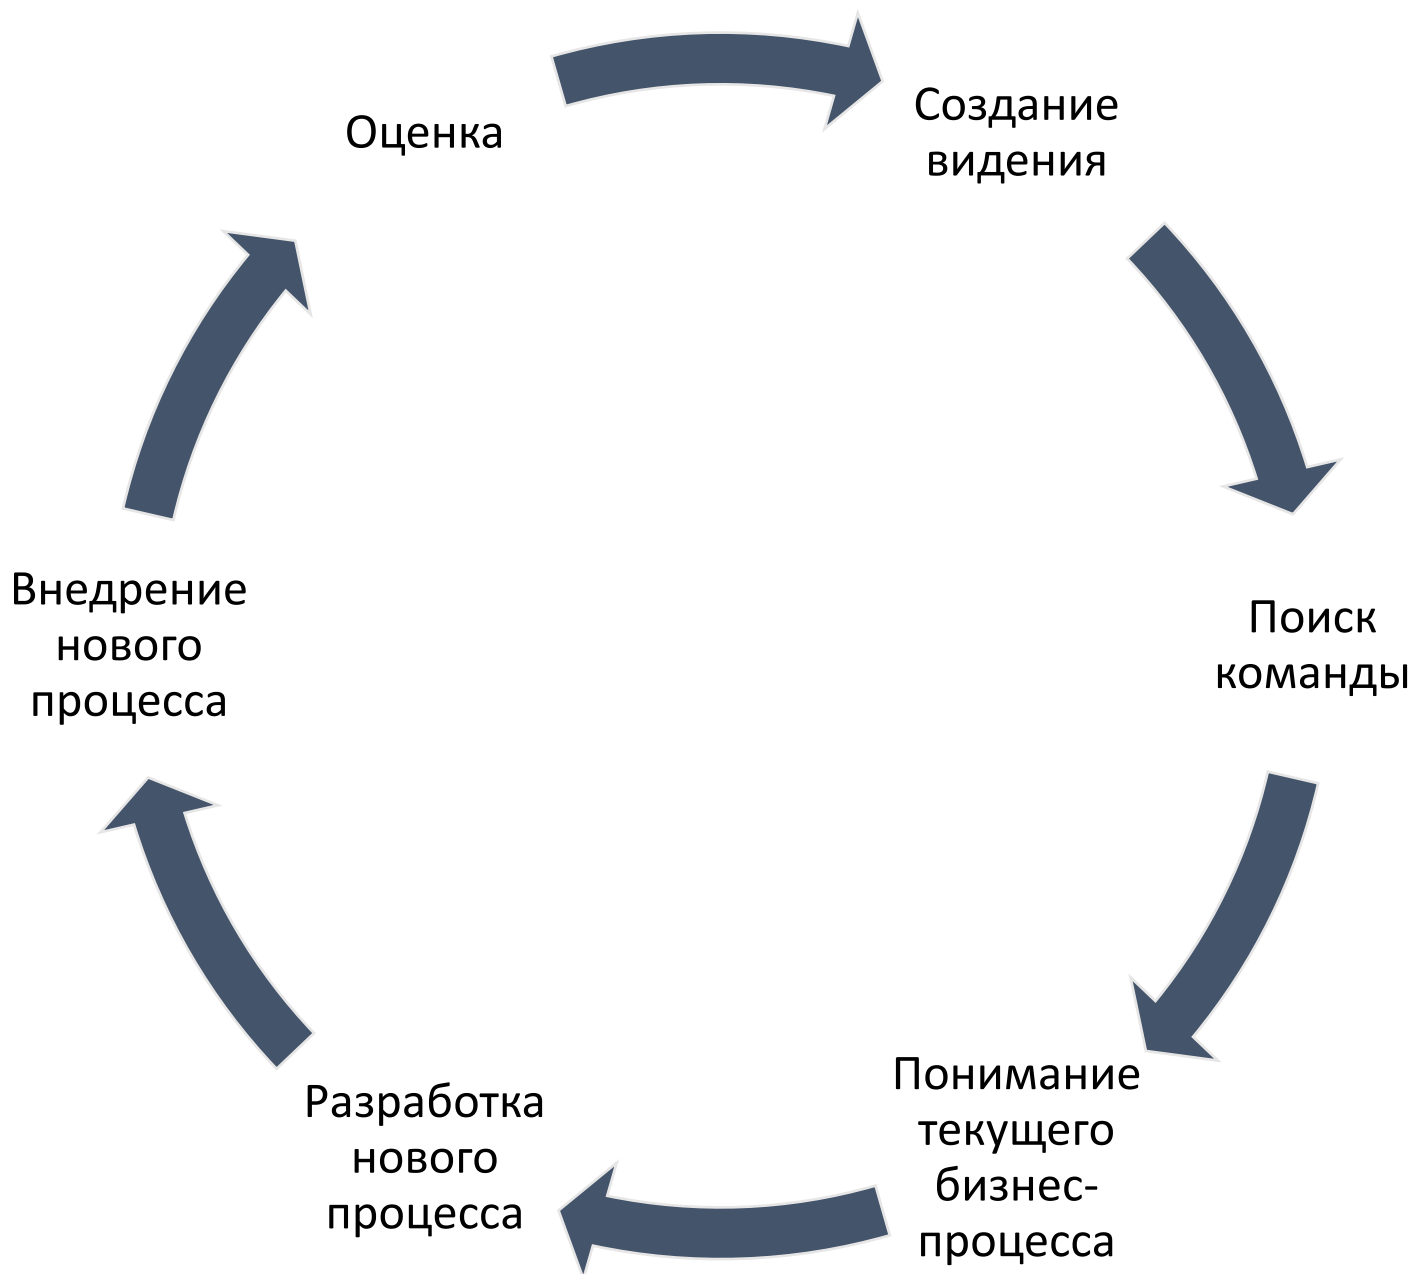 Оценка
Создание
видения
Поиск
команды
Понимание
текущего
бизнес-
процесса
Разработка
нового
процесса
Внедрение
нового
процесса